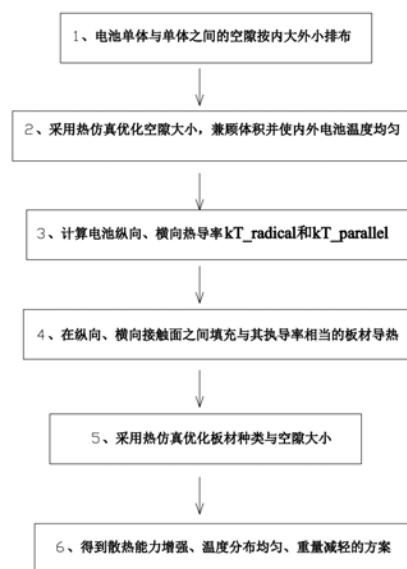 1、电池单体与单体之间的空隙按内大外小排布
2、采用热仿真优化空隙大小，兼顾体积并使内外电池温度均匀
3、计算电池纵向、横向热导率kT_radical和kT_parallel
4、在纵向、横向接触面之间填充与其执导率相当的板材导热
5、采用热仿真优化板材种类与空隙大小
6、得到散热能力增强、温度分布均匀、重量减轻的方案